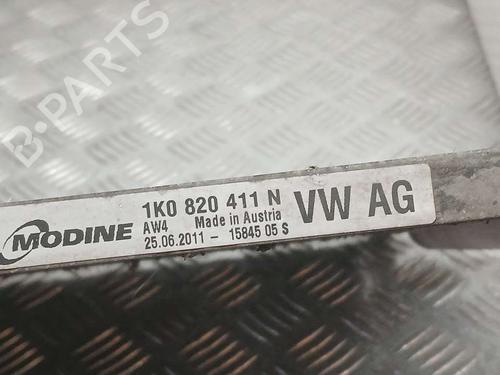 B-PARTS
MODINE
1K0 820 411 N
AW4 Made in Austria
25.06.2011 - 15845 05 S
VW AG